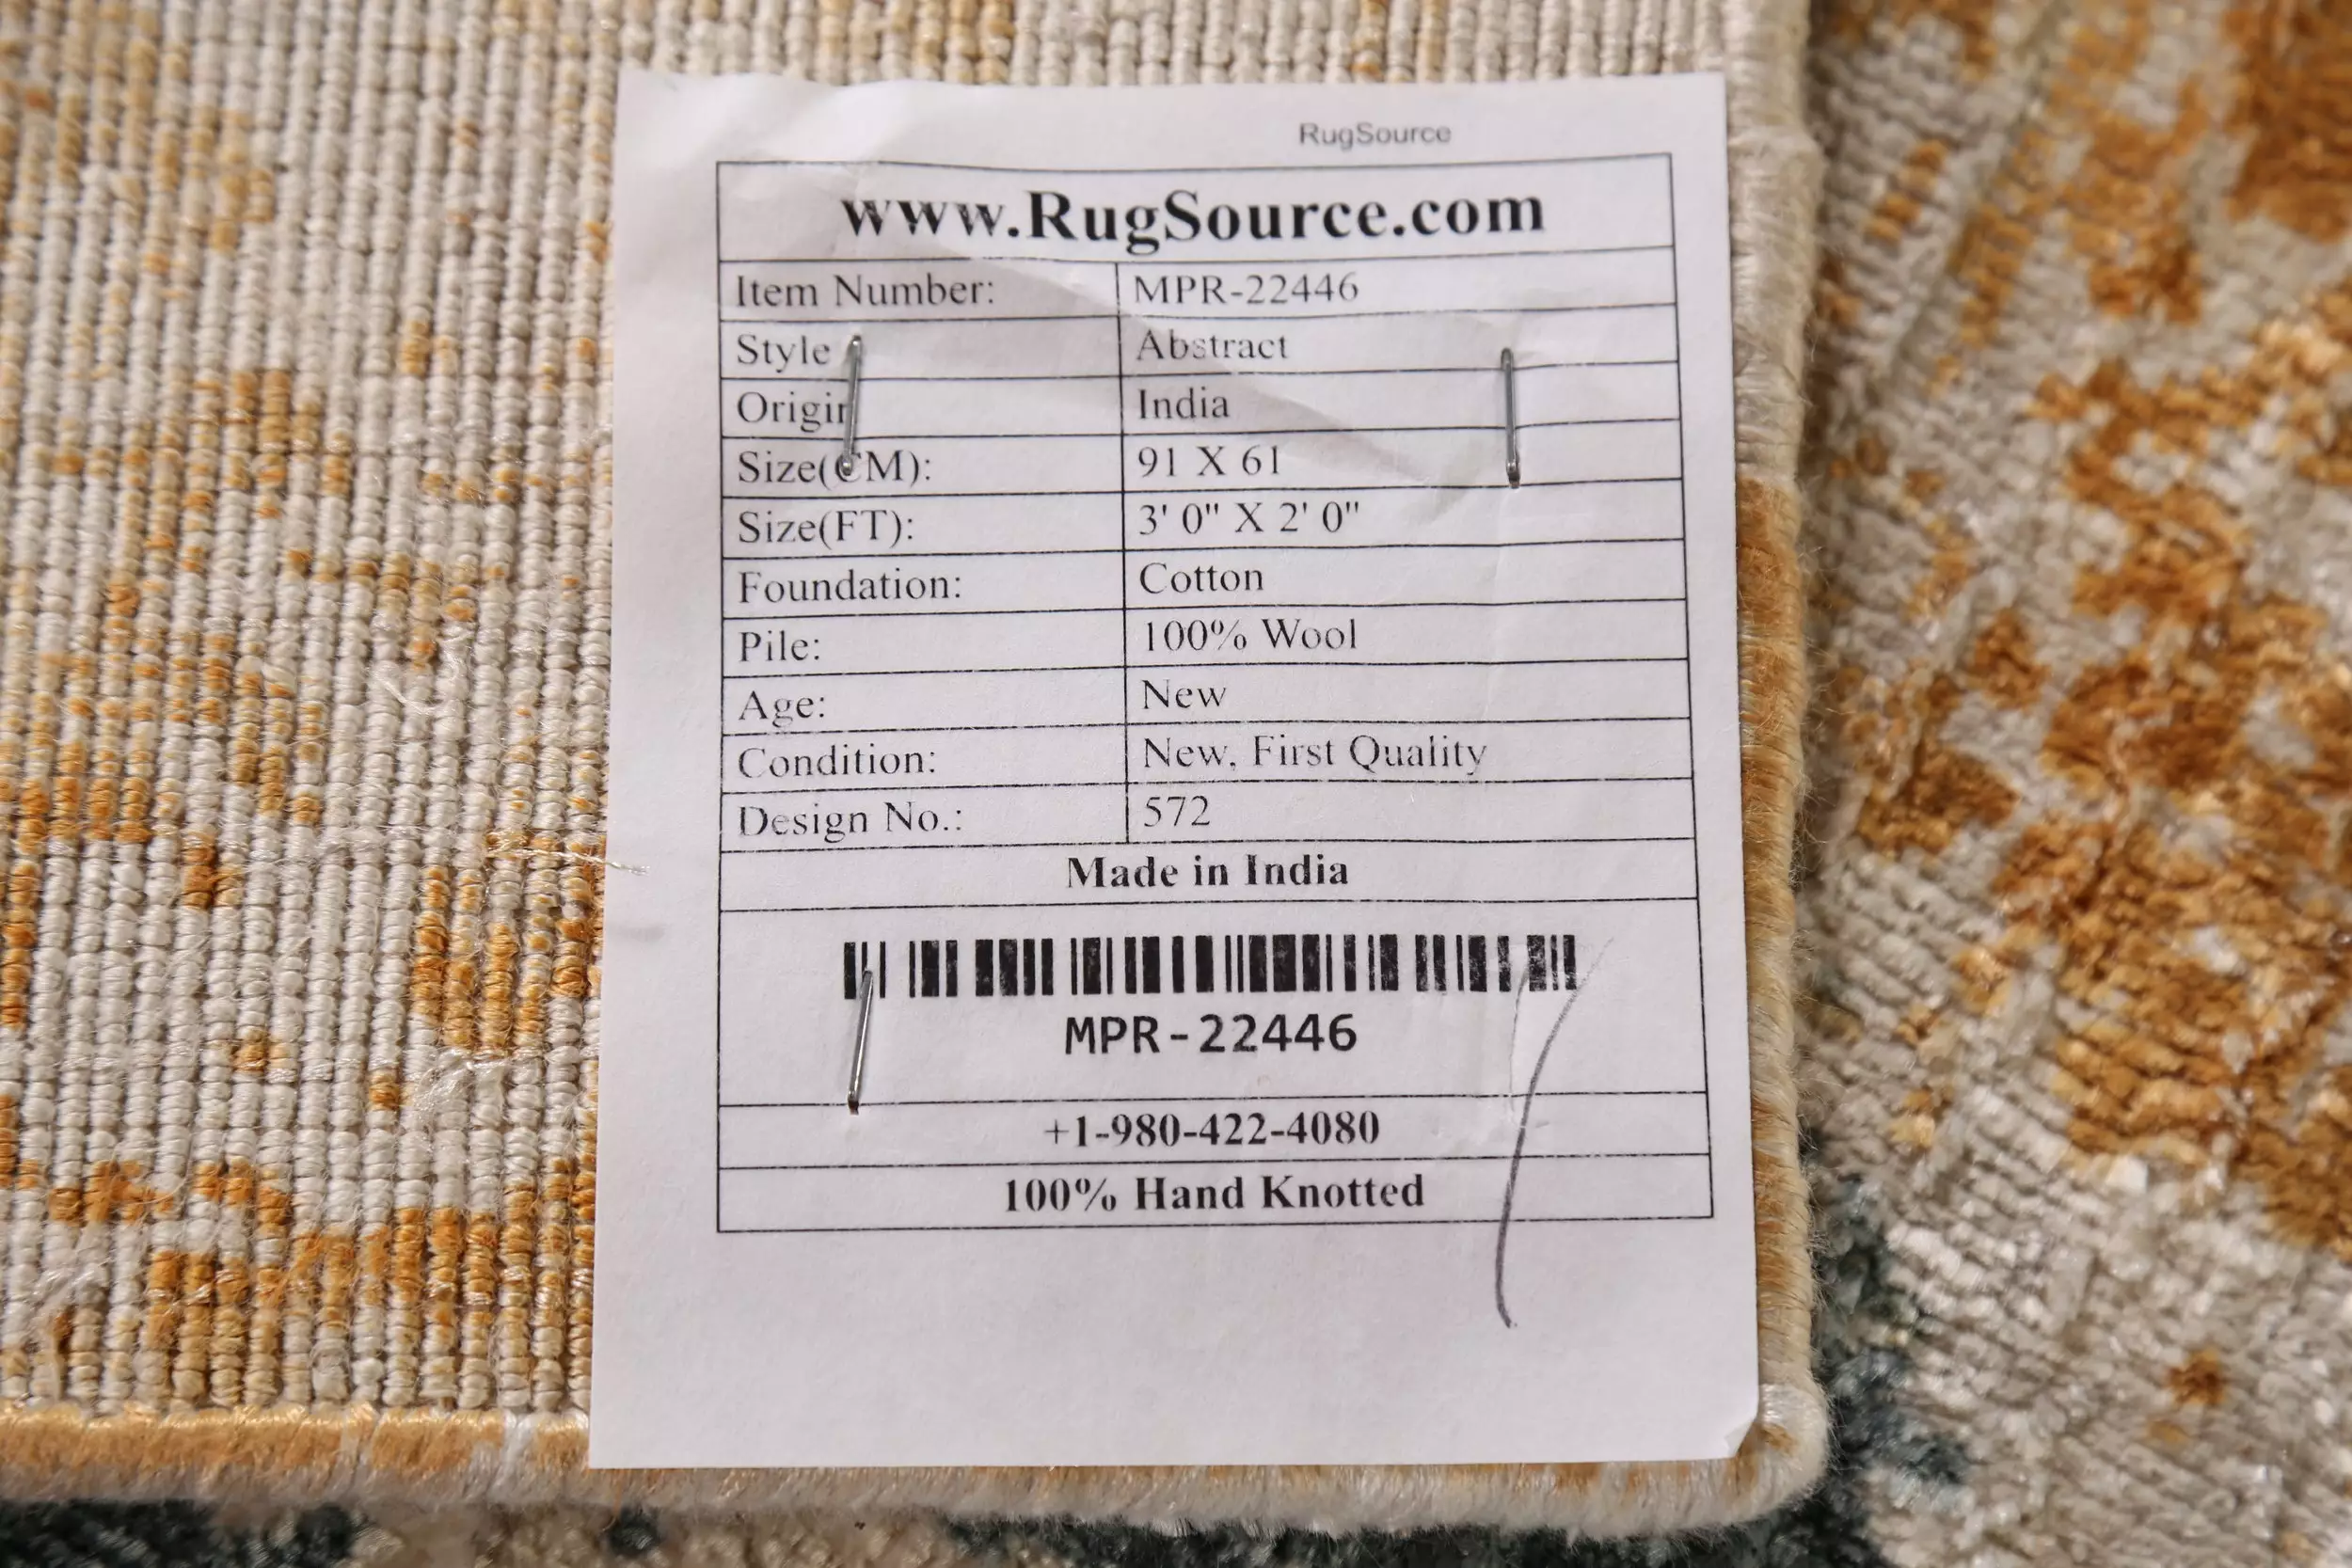 RugSource
www.RugSource.com
Item Number: MPR-22446
Style Abstract
Origin India
Size(CM): 91 X 61
Size(FT): 3' 0" X 2' 0"
Foundation: Cotton
Pile: 100% Wool
Age: New
Condition: New, First Quality
Design No.: 572
Made in India
MPR-22446
+1-980-422-4080
100% Hand Knotted